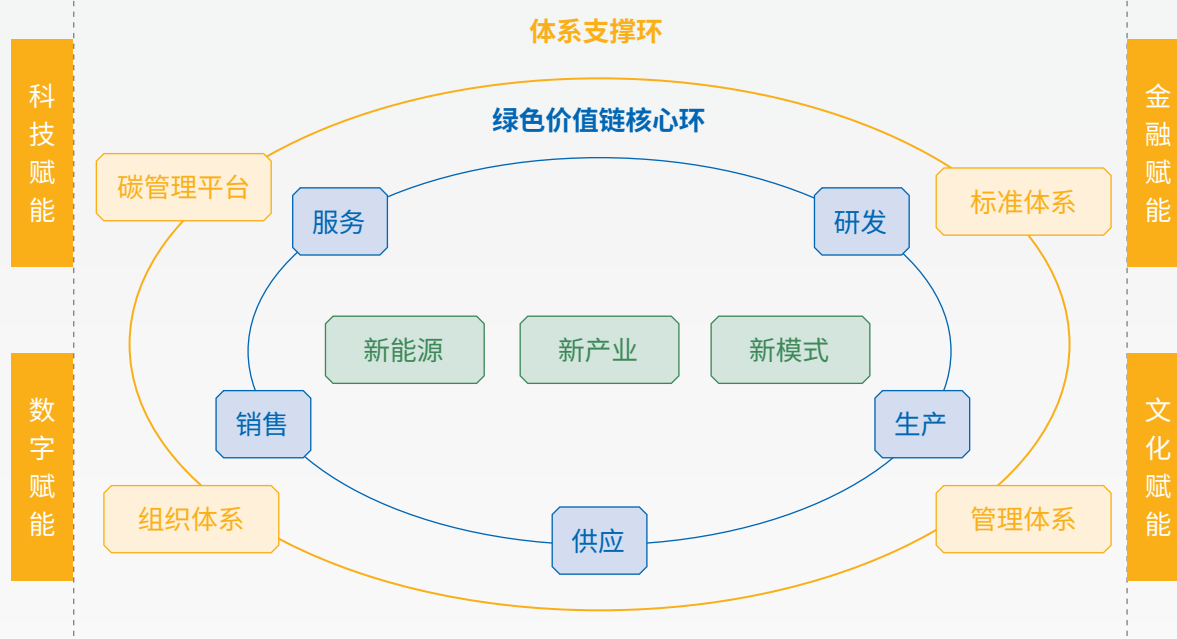 体系支撑环
绿色价值链核心环
科技赋能
金融赋能
碳管理平台
标准体系
服务
研发
新能源
新产业
新模式
数字赋能
文化赋能
销售
生产
组织体系
管理体系
供应